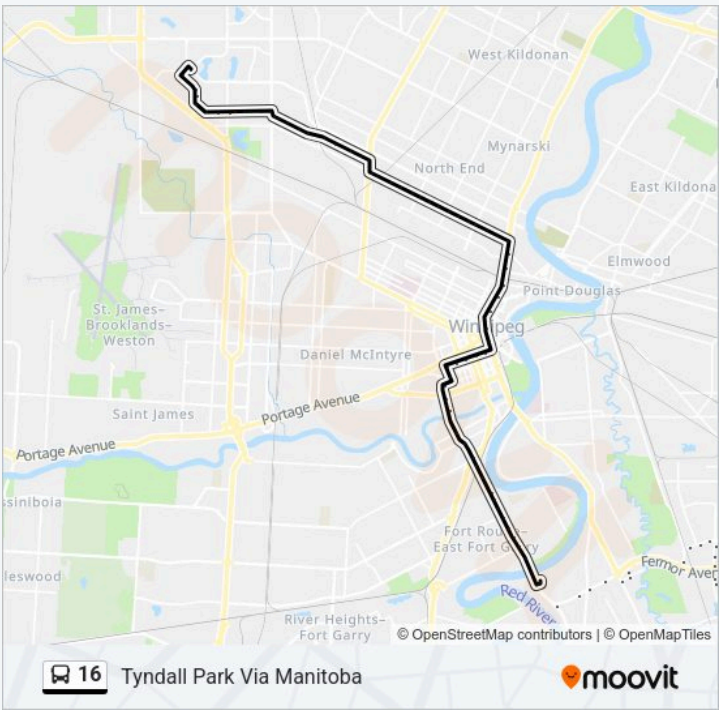 West Kildonan
Mynarski
North End
East Kildona
Elmwood
Point Douglas
St. James–
Brooklands–
Weston
Winnipeg
Daniel McIntyre
Saint James
Portage Avenue
Portage Avenue
ssiniboia
Fort Rouge–
East Fort Garry
leswood
Fermor Aven
Red River
River Heights–
Fort Garry
© OpenStreetMap contributors | © OpenMapTiles
16 Tyndall Park Via Manitoba
moovit